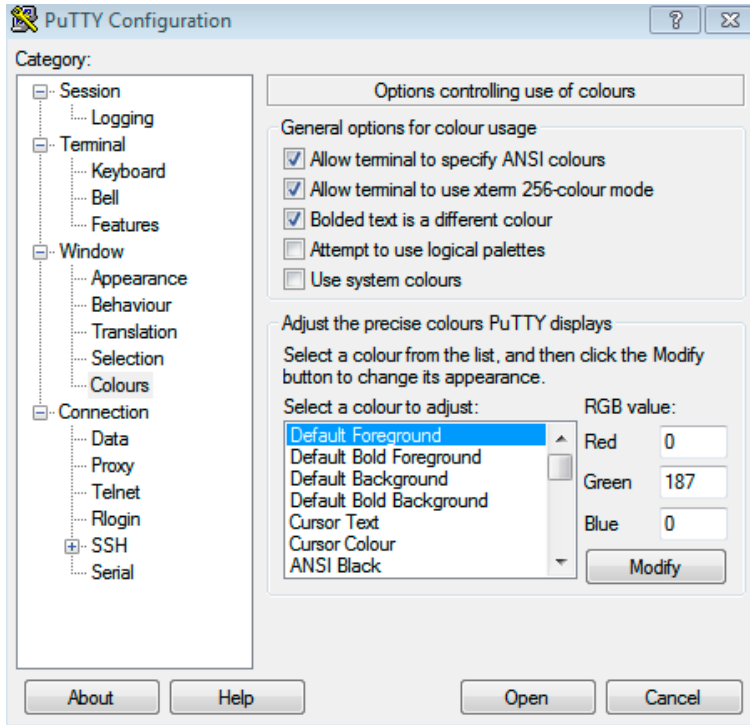 PuTTY Configuration
Category:
Session
Logging
Terminal
Keyboard
Bell
Features
Window
Appearance
Behaviour
Translation
Selection
Colours
Connection
Data
Proxy
Telnet
Rlogin
SSH
Serial
Options controlling use of colours
General options for colour usage
Allow terminal to specify ANSI colours
Allow terminal to use xterm 256-colour mode
Bolded text is a different colour
Attempt to use logical palettes
Use system colours
Adjust the precise colours PuTTY displays
Select a colour from the list, and then click the Modify
button to change its appearance.
Select a colour to adjust:
Default Foreground
Default Bold Foreground
Default Background
Default Bold Background
Cursor Text
Cursor Colour
ANSI Black
RGB value:
Red 0
Green 187
Blue 0
Modify
About Help Open Cancel